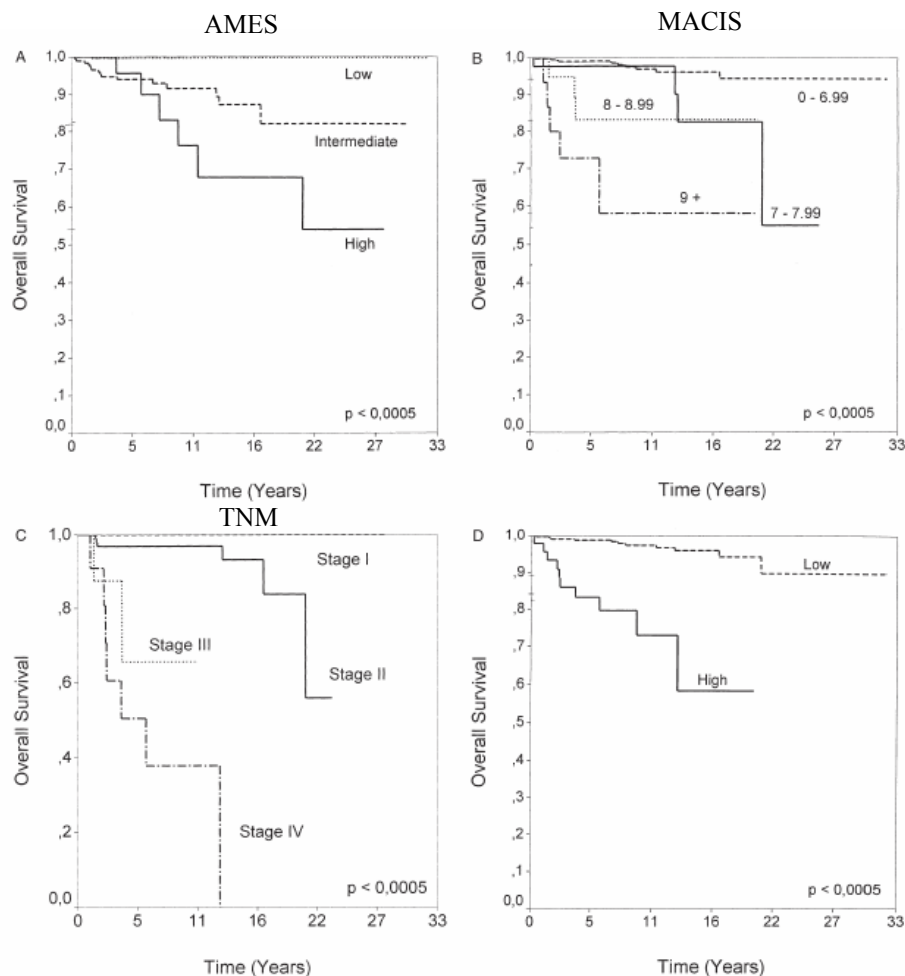 AMES
A
1,0
,9
,8
,7
,6
,5
,4
,3
,2
,1
0,0
Overall Survival
Low
Intermediate
High
p < 0,0005
0 5 11 16 22 27 33
Time (Years)
MACIS
B
1,0
,9
,8
,7
,6
,5
,4
,3
,2
,1
0,0
Overall Survival
0 - 6.99
8 - 8.99
9 +
7 - 7.99
p < 0,0005
0 5 11 16 22 27 33
Time (Years)
TNM
C
1,0
,8
,6
,4
,2
0,0
Overall Survival
Stage I
Stage III
Stage II
Stage IV
p < 0,0005
0 5 11 16 22 27 33
Time (Years)
D
1,0
,9
,8
,7
,6
,5
,4
,3
,2
,1
0,0
Overall Survival
Low
High
p < 0,0005
0 5 11 16 22 27 33
Time (Years)